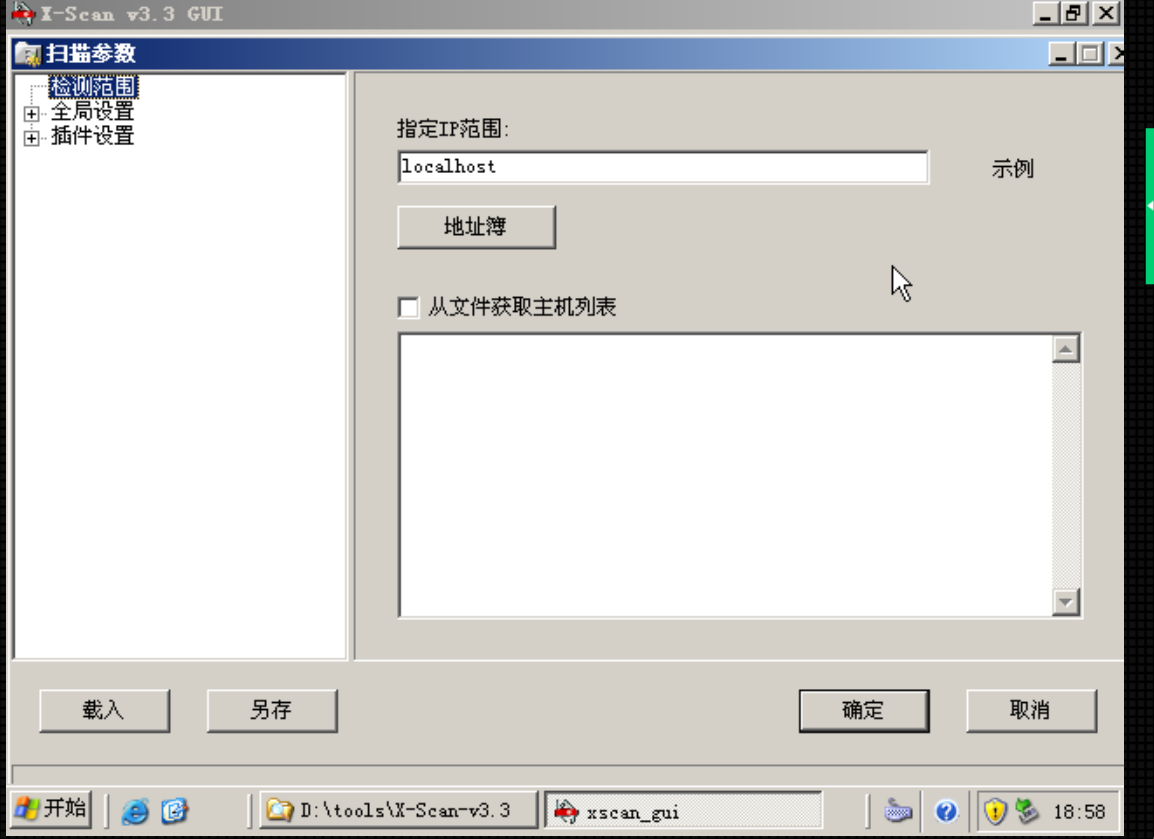 X-Scan v3.3 GUI
扫描参数
检测范围
全局设置
插件设置
指定IP范围:
localhost
示例
地址簿
从文件获取主机列表
载入
另存
确定
取消
开始
D:\tools\X-Scan-v3.3
xscan_gui
18:58